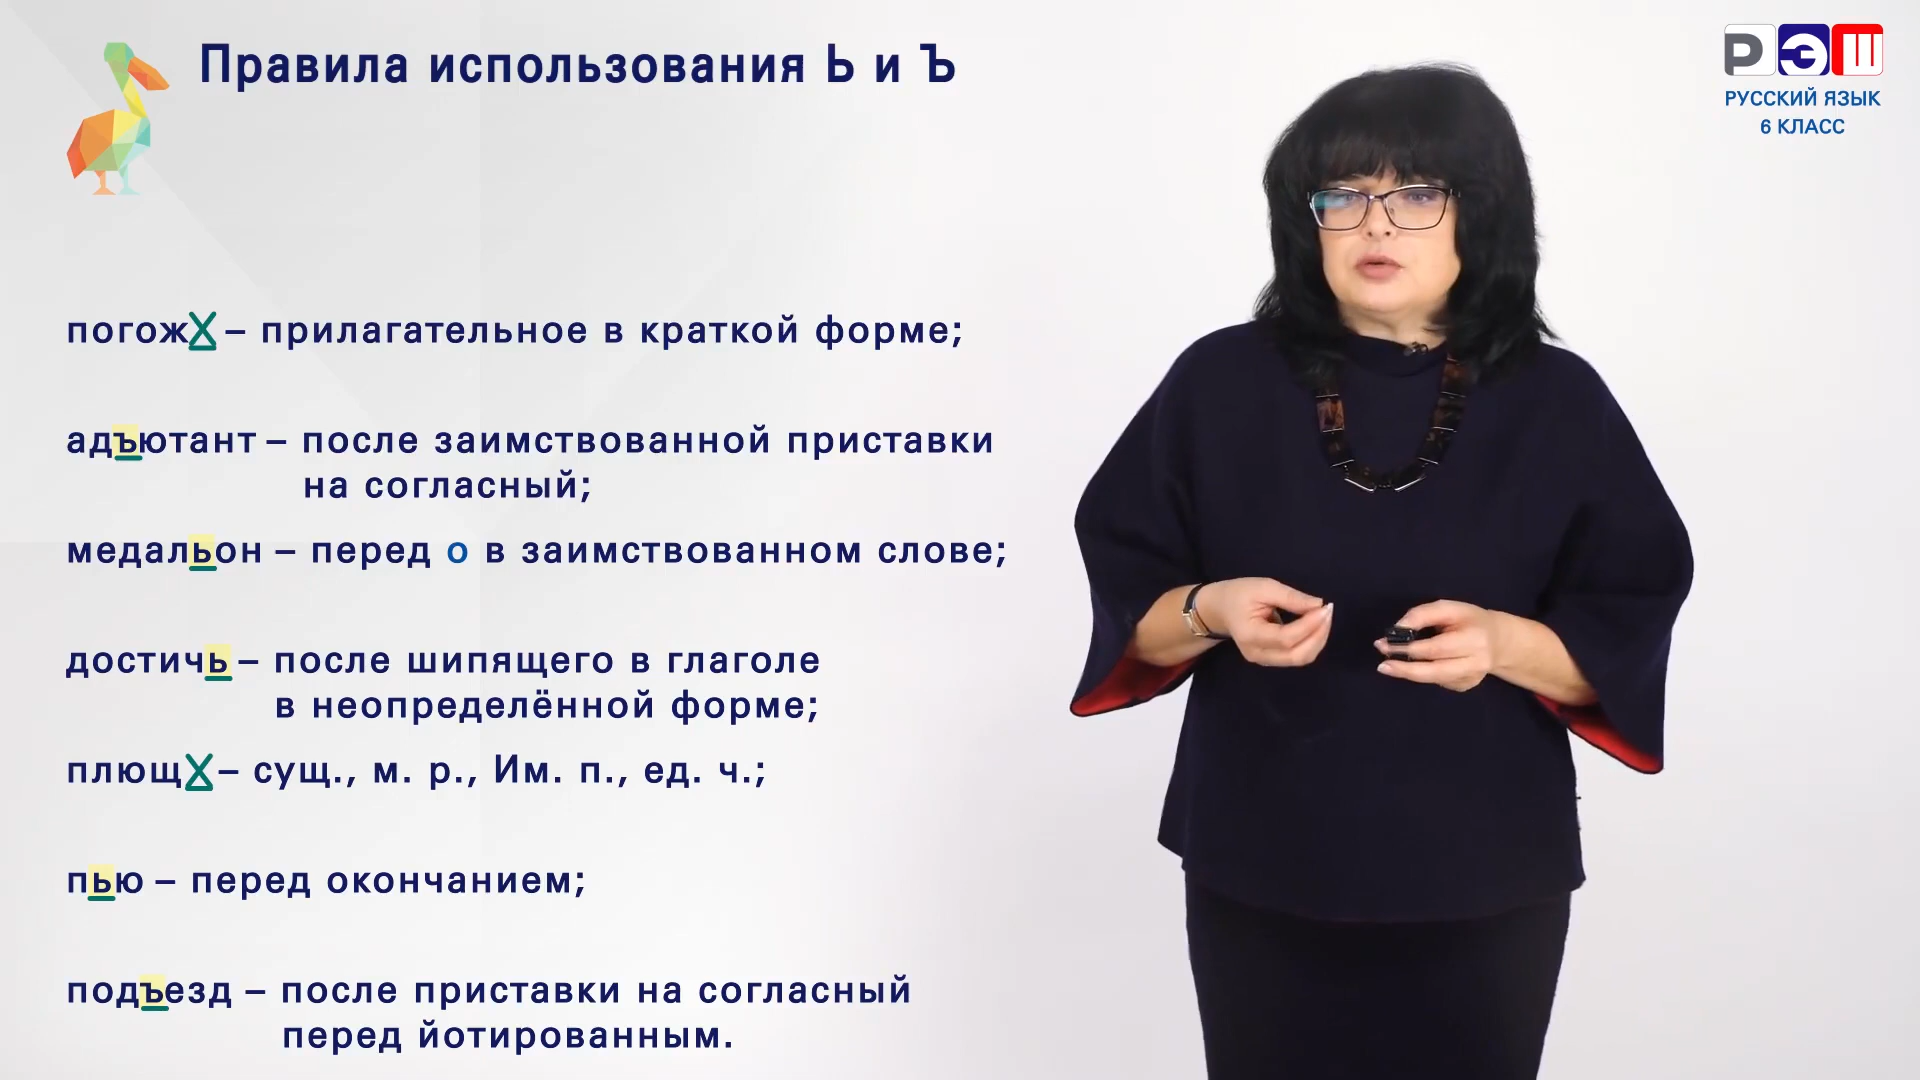 Правила использования Ь и Ъ
РЭШ
РУССКИЙ ЯЗЫК
6 КЛАСС
погожX – прилагательное в краткой форме;
адъютант – после заимствованной приставки
на согласный;
медальон – перед о в заимствованном слове;
достичь – после шипящего в глаголе
в неопределённой форме;
плющX – сущ., м. р., Им. п., ед. ч.;
пью – перед окончанием;
подъезд – после приставки на согласный
перед йотированным.